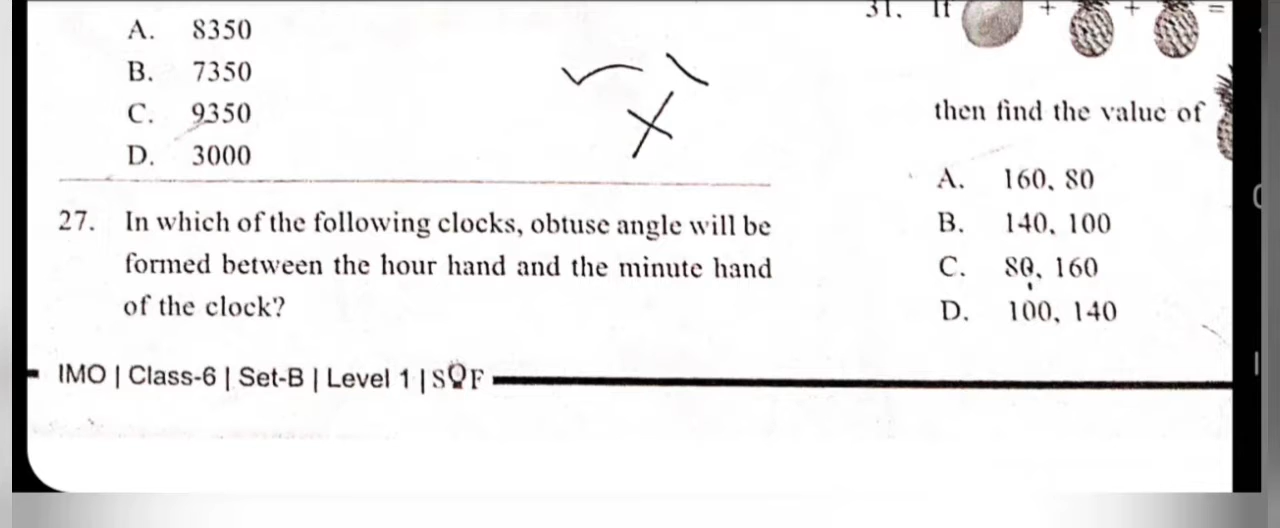 A. 8350
B. 7350
C. 9350
D. 3000
27. In which of the following clocks, obtuse angle will be
formed between the hour hand and the minute hand
of the clock?
31. If + + =
then find the value of
A. 160, 80
B. 140, 100
C. 80, 160
D. 100, 140
IMO | Class-6 | Set-B | Level 1 | SOF